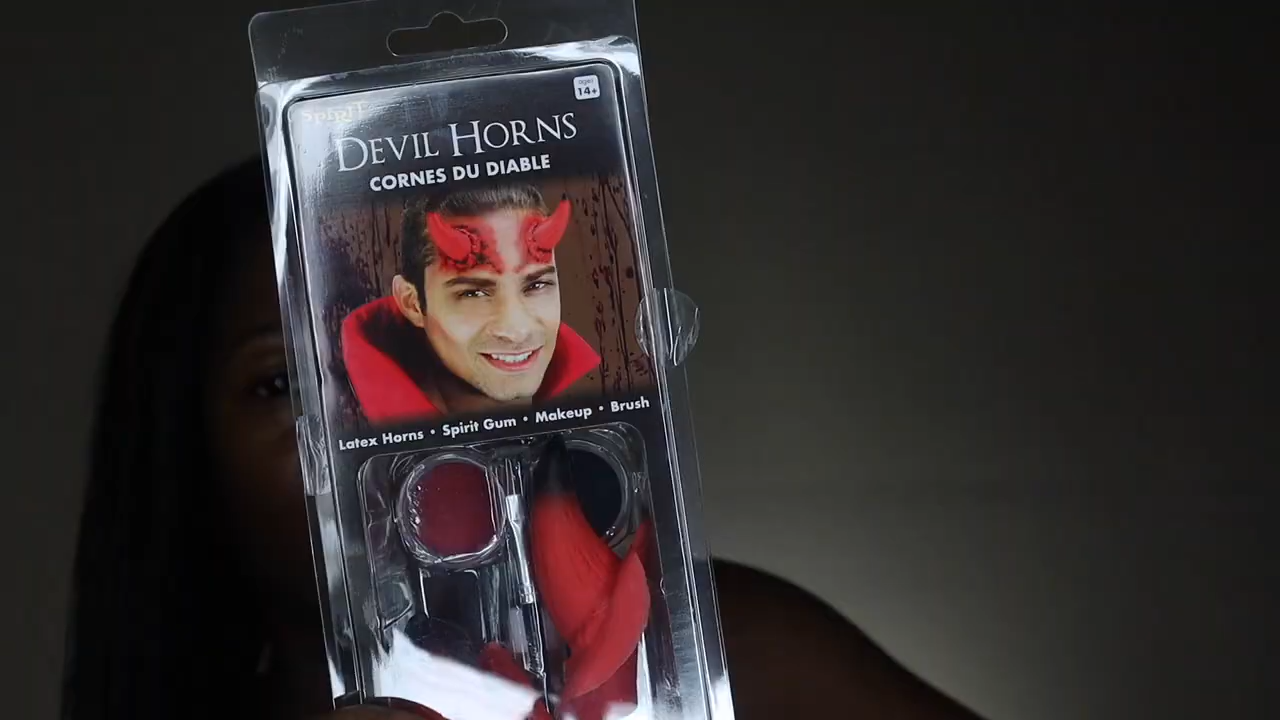 ages
14+
SPIRIT
DEVIL HORNS
CORNES DU DIABLE
Latex Horns • Spirit Gum • Makeup • Brush